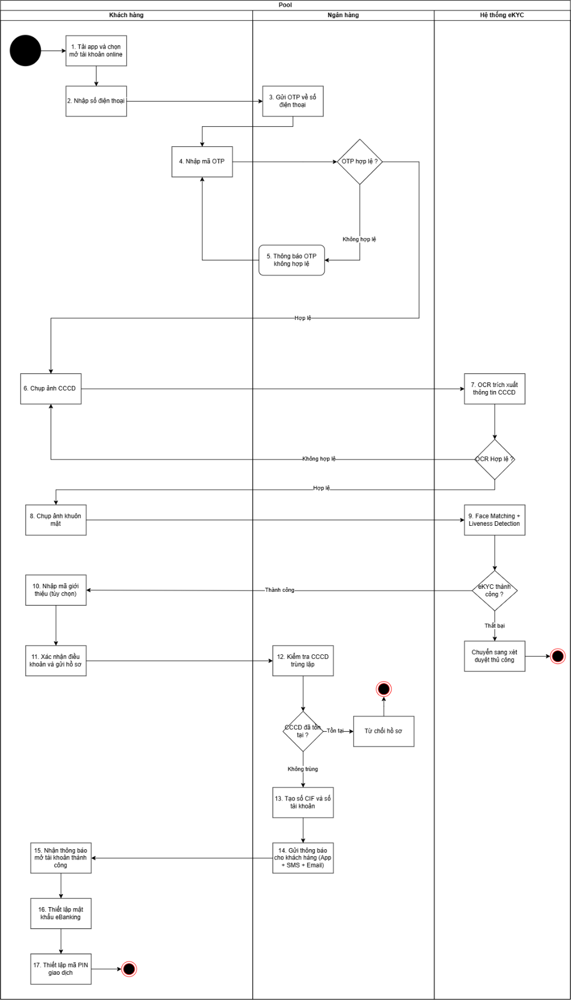 Pool
Khách hàng
Ngân hàng
Hệ thống eKYC
1. Tải app và chọn
mở tài khoản online
2. Nhập số điện thoại
3. Gửi OTP về số
điện thoại
4. Nhập mã OTP
OTP hợp lệ ?
Không hợp lệ
5. Thông báo OTP
không hợp lệ
Hợp lệ
6. Chụp ảnh CCCD
7. OCR trích xuất
thông tin CCCD
OCR Hợp lệ ?
Không hợp lệ
Hợp lệ
8. Chụp ảnh khuôn
mặt
9. Face Matching +
Liveness Detection
10. Nhập mã giới
thiệu (tùy chọn)
Thành công
eKYC thành
công ?
Thất bại
11. Xác nhận điều
khoản và gửi hồ sơ
12. Kiểm tra CCCD
trùng lặp
Chuyển sang xét
duyệt thủ công
CCCD đã tồn
tại ?
Tồn tại
Từ chối hồ sơ
Không trùng
13. Tạo số CIF và số
tài khoản
15. Nhận thông báo
mở tài khoản thành
công
14. Gửi thông báo
cho khách hàng (App
+ SMS + Email)
16. Thiết lập mật
khẩu eBanking
17. Thiết lập mã PIN
giao dịch